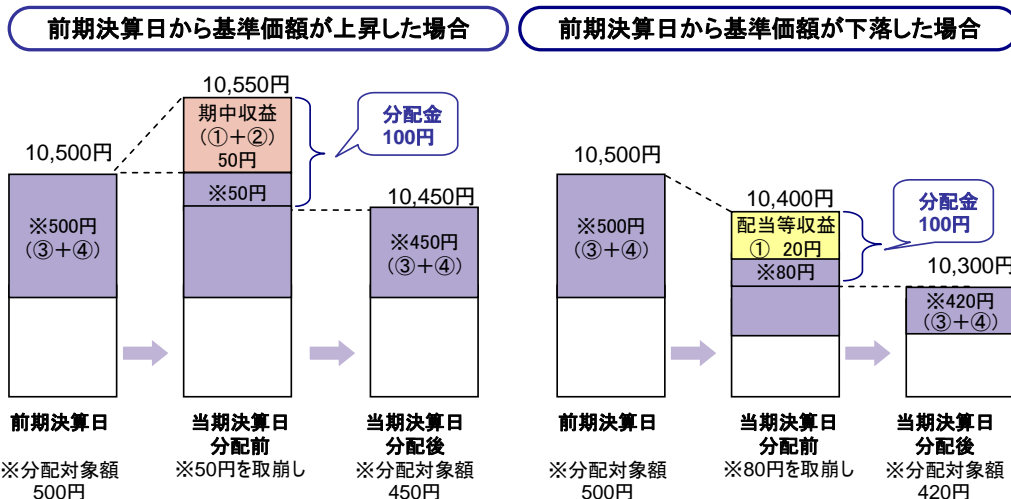 前期決算日から基準価額が上昇した場合
10,550円
期中収益
(①+②)
50円
分配金
100円
10,500円
※50円
10,450円
※500円
(③+④)
※450円
(③+④)
前期決算日
当期決算日
分配前
当期決算日
分配後
※分配対象額
500円
※50円を取崩し
※分配対象額
450円
前期決算日から基準価額が下落した場合
10,500円
10,400円
分配金
100円
※500円
(③+④)
配当等収益
① 20円
※80円
10,300円
※420円
(③+④)
前期決算日
当期決算日
分配前
当期決算日
分配後
※分配対象額
500円
※80円を取崩し
※分配対象額
420円